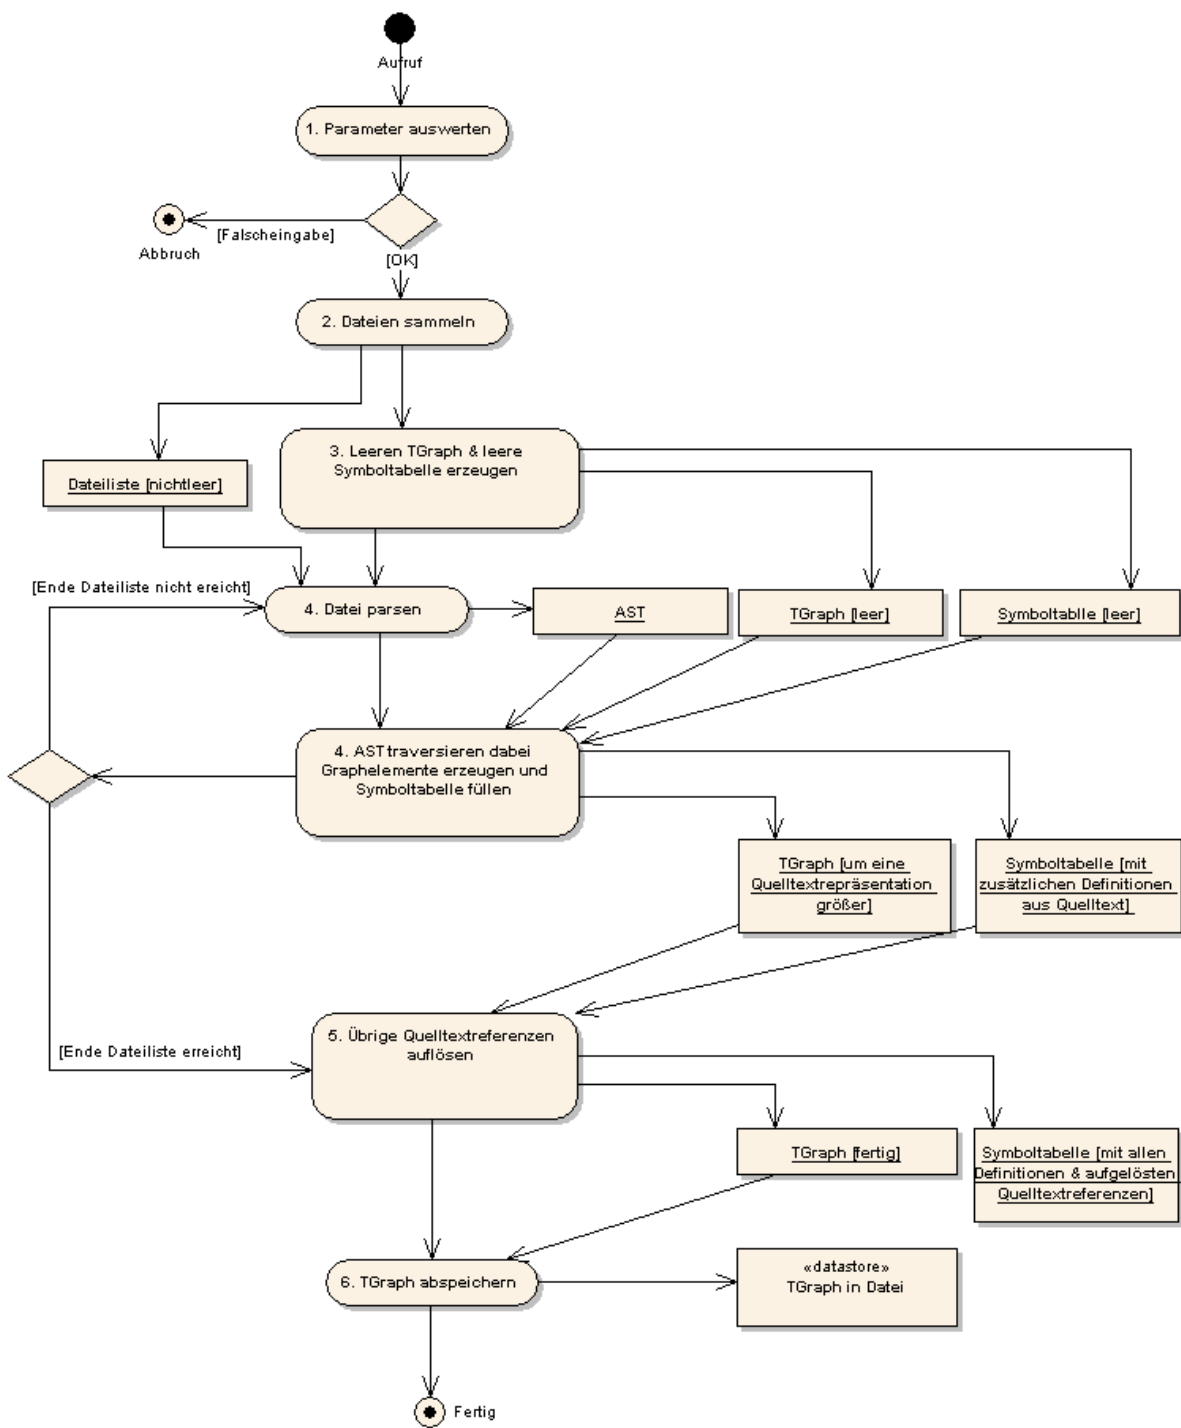 Aufruf
1. Parameter auswerten
[Falscheingabe]
Abbruch
[OK]
2. Dateien sammeln
3. Leeren TGraph & leere
Symboltabelle erzeugen
Dateiliste [nichtleer]
[Ende Dateiliste nicht ereicht]
4. Datei parsen
AST
TGraph [leer]
Symboltablle [leer]
4. AST traversieren dabei
Graphelemente erzeugen und
Symboltabelle füllen
TGraph [um eine
Quelltextrepräsentation
größer]
Symboltabelle [mit
zusätzlichen Definitionen
aus Quelltext]
5. Übrige Quelltextreferenzen
auflösen
[Ende Dateiliste erreicht]
TGraph [fertig]
Symboltabelle [mit allen
Definitionen & aufgelösten
Quelltextreferenzen]
6. TGraph abspeichern
«datastore»
TGraph in Datei
Fertig